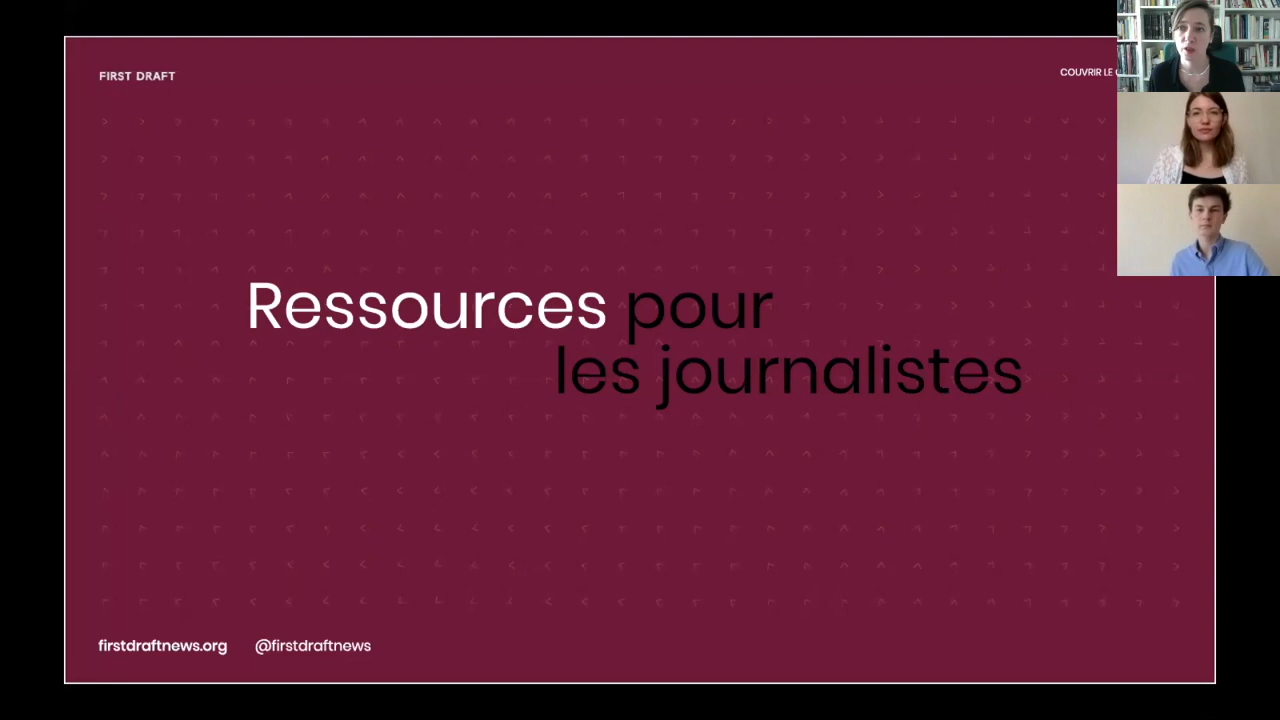 FIRST DRAFT
COUVRIR LE
Ressources pour
les journalistes
firstdraftnews.org @firstdraftnews